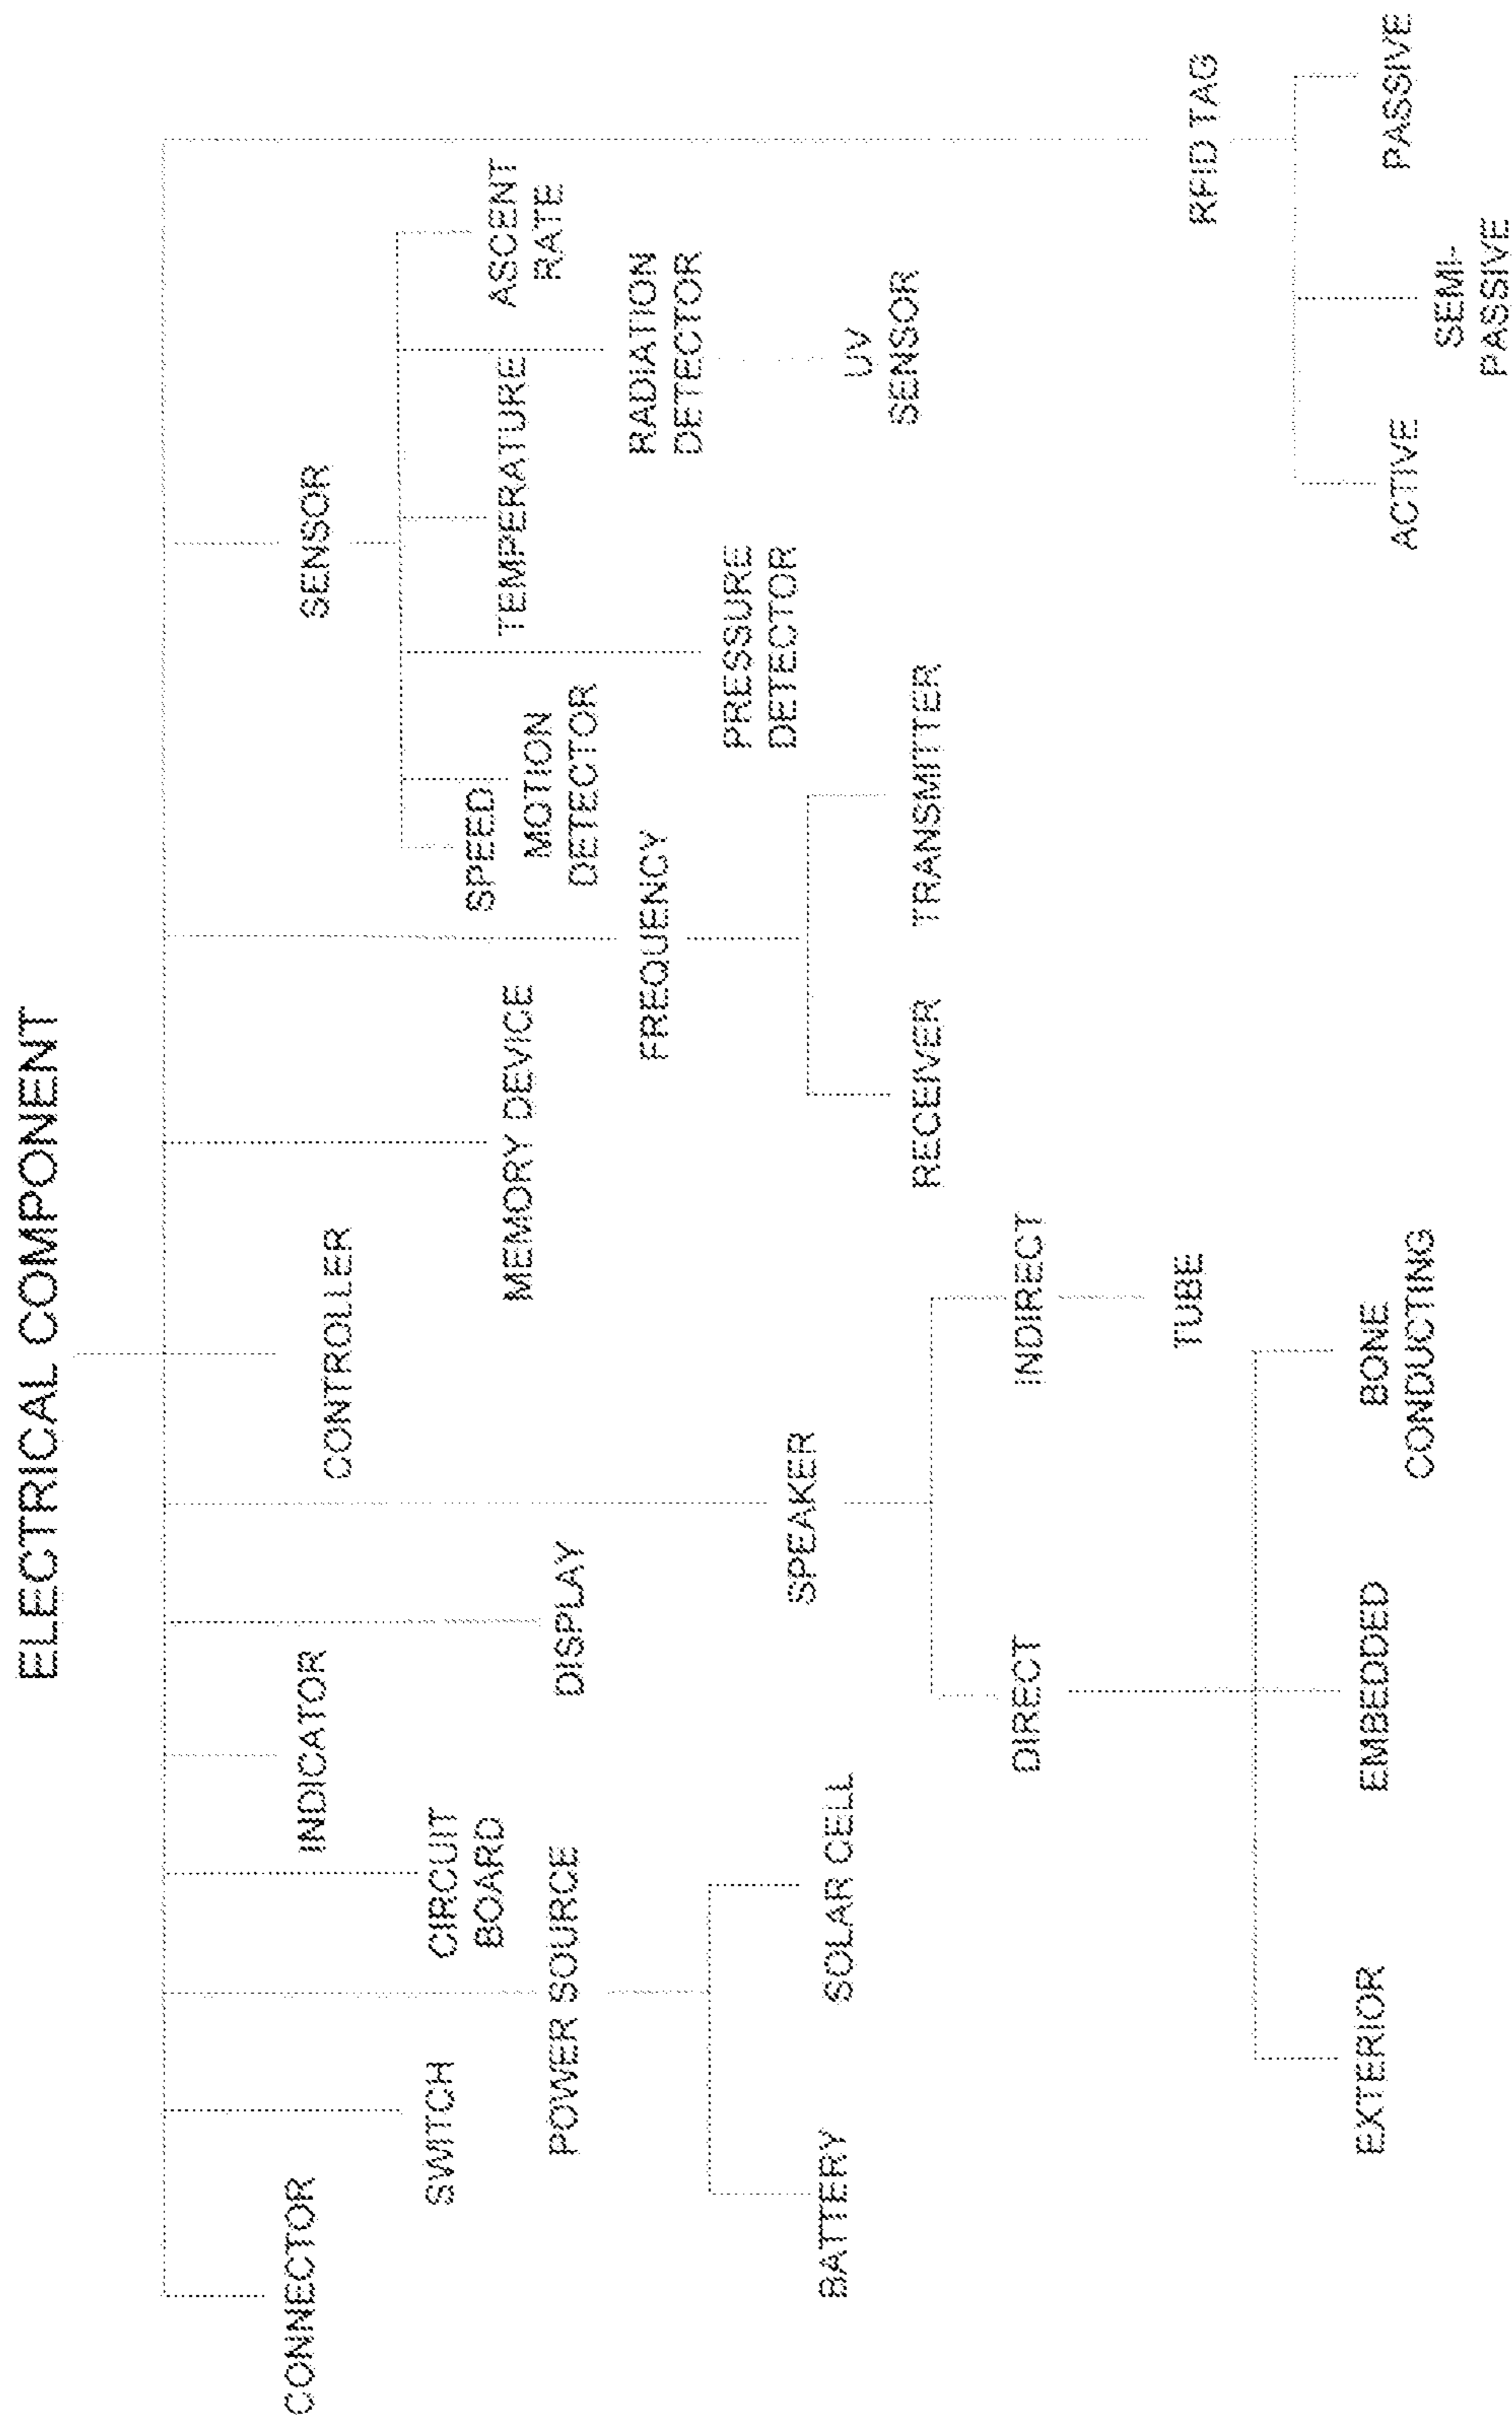 ELECTRICAL COMPONENT
CONNECTOR
SWITCH
POWER SOURCE
BATTERY
SOLAR CELL
CIRCUIT
BOARD
INDICATOR
DISPLAY
SPEAKER
DIRECT
EXTERIOR
EMBEDDED
BONE
CONDUCTING
INDIRECT
TUBE
CONTROLLER
MEMORY DEVICE
FREQUENCY
RECEIVER
TRANSMITTER
SENSOR
SPEED
MOTION
DETECTOR
PRESSURE
DETECTOR
TEMPERATURE
RADIATION
DETECTOR
UV
SENSOR
ASCENT
RATE
RFID TAG
ACTIVE
SEMI-
PASSIVE
PASSIVE